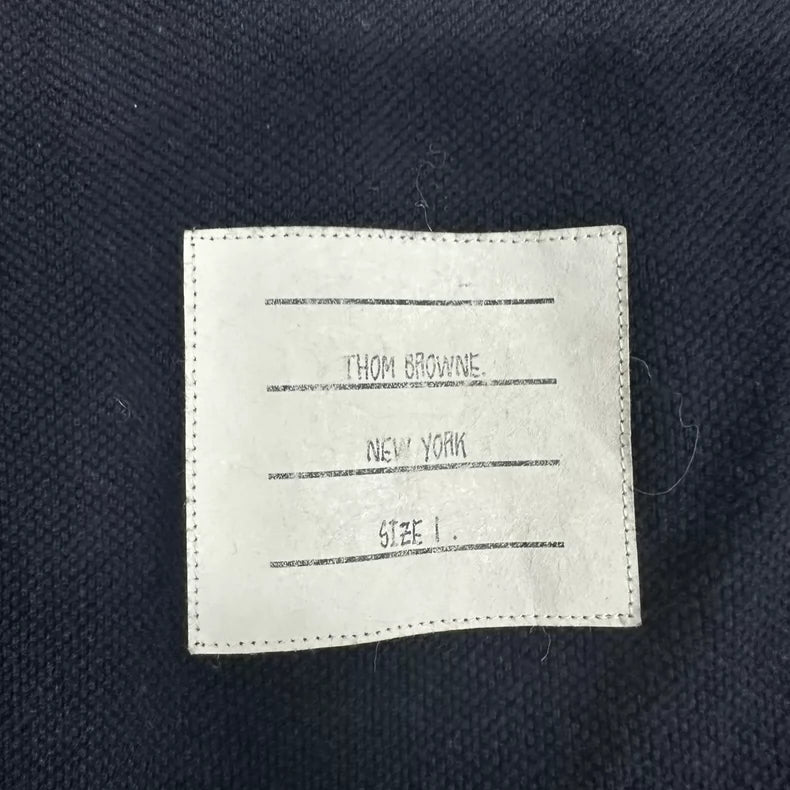 THOM BROWNE.
NEW YORK
SIZE 1.